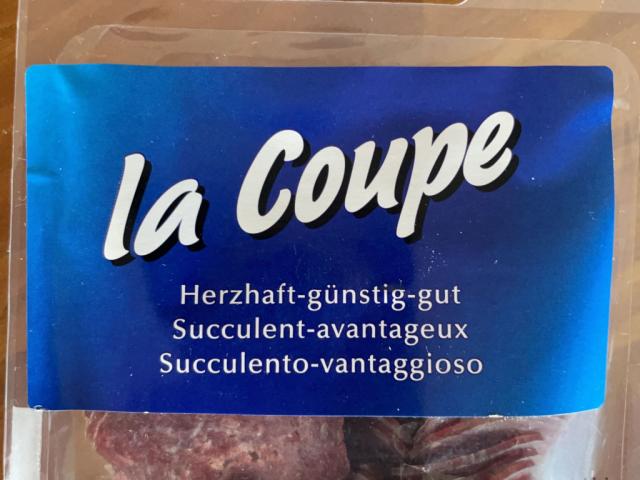 la Coupe
Herzhaft-günstig-gut
Succulent-avantageux
Succulento-vantaggioso